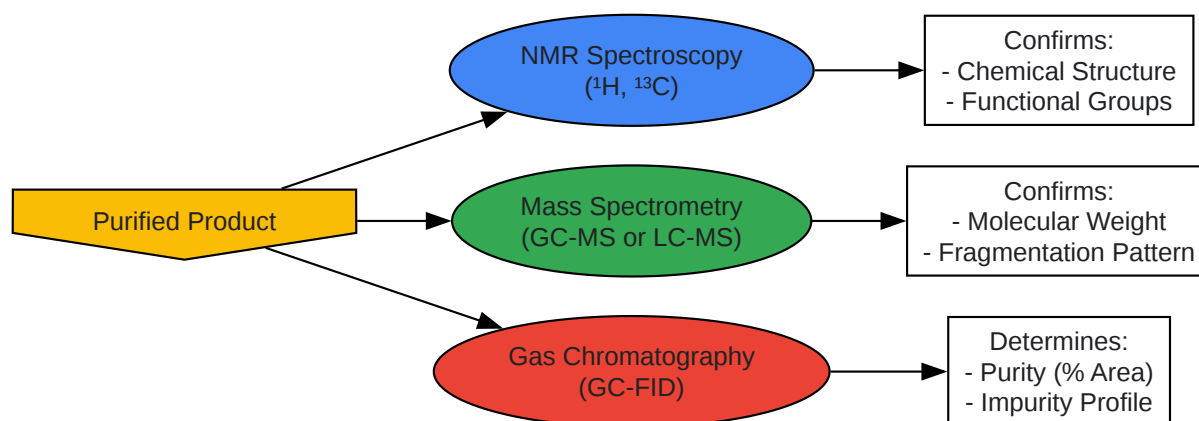 NMR Spectroscopy
(¹H, ¹³C)
Confirms:
- Chemical Structure
- Functional Groups
Purified Product
Mass Spectrometry
(GC-MS or LC-MS)
Confirms:
- Molecular Weight
- Fragmentation Pattern
Gas Chromatography
(GC-FID)
Determines:
- Purity (% Area)
- Impurity Profile